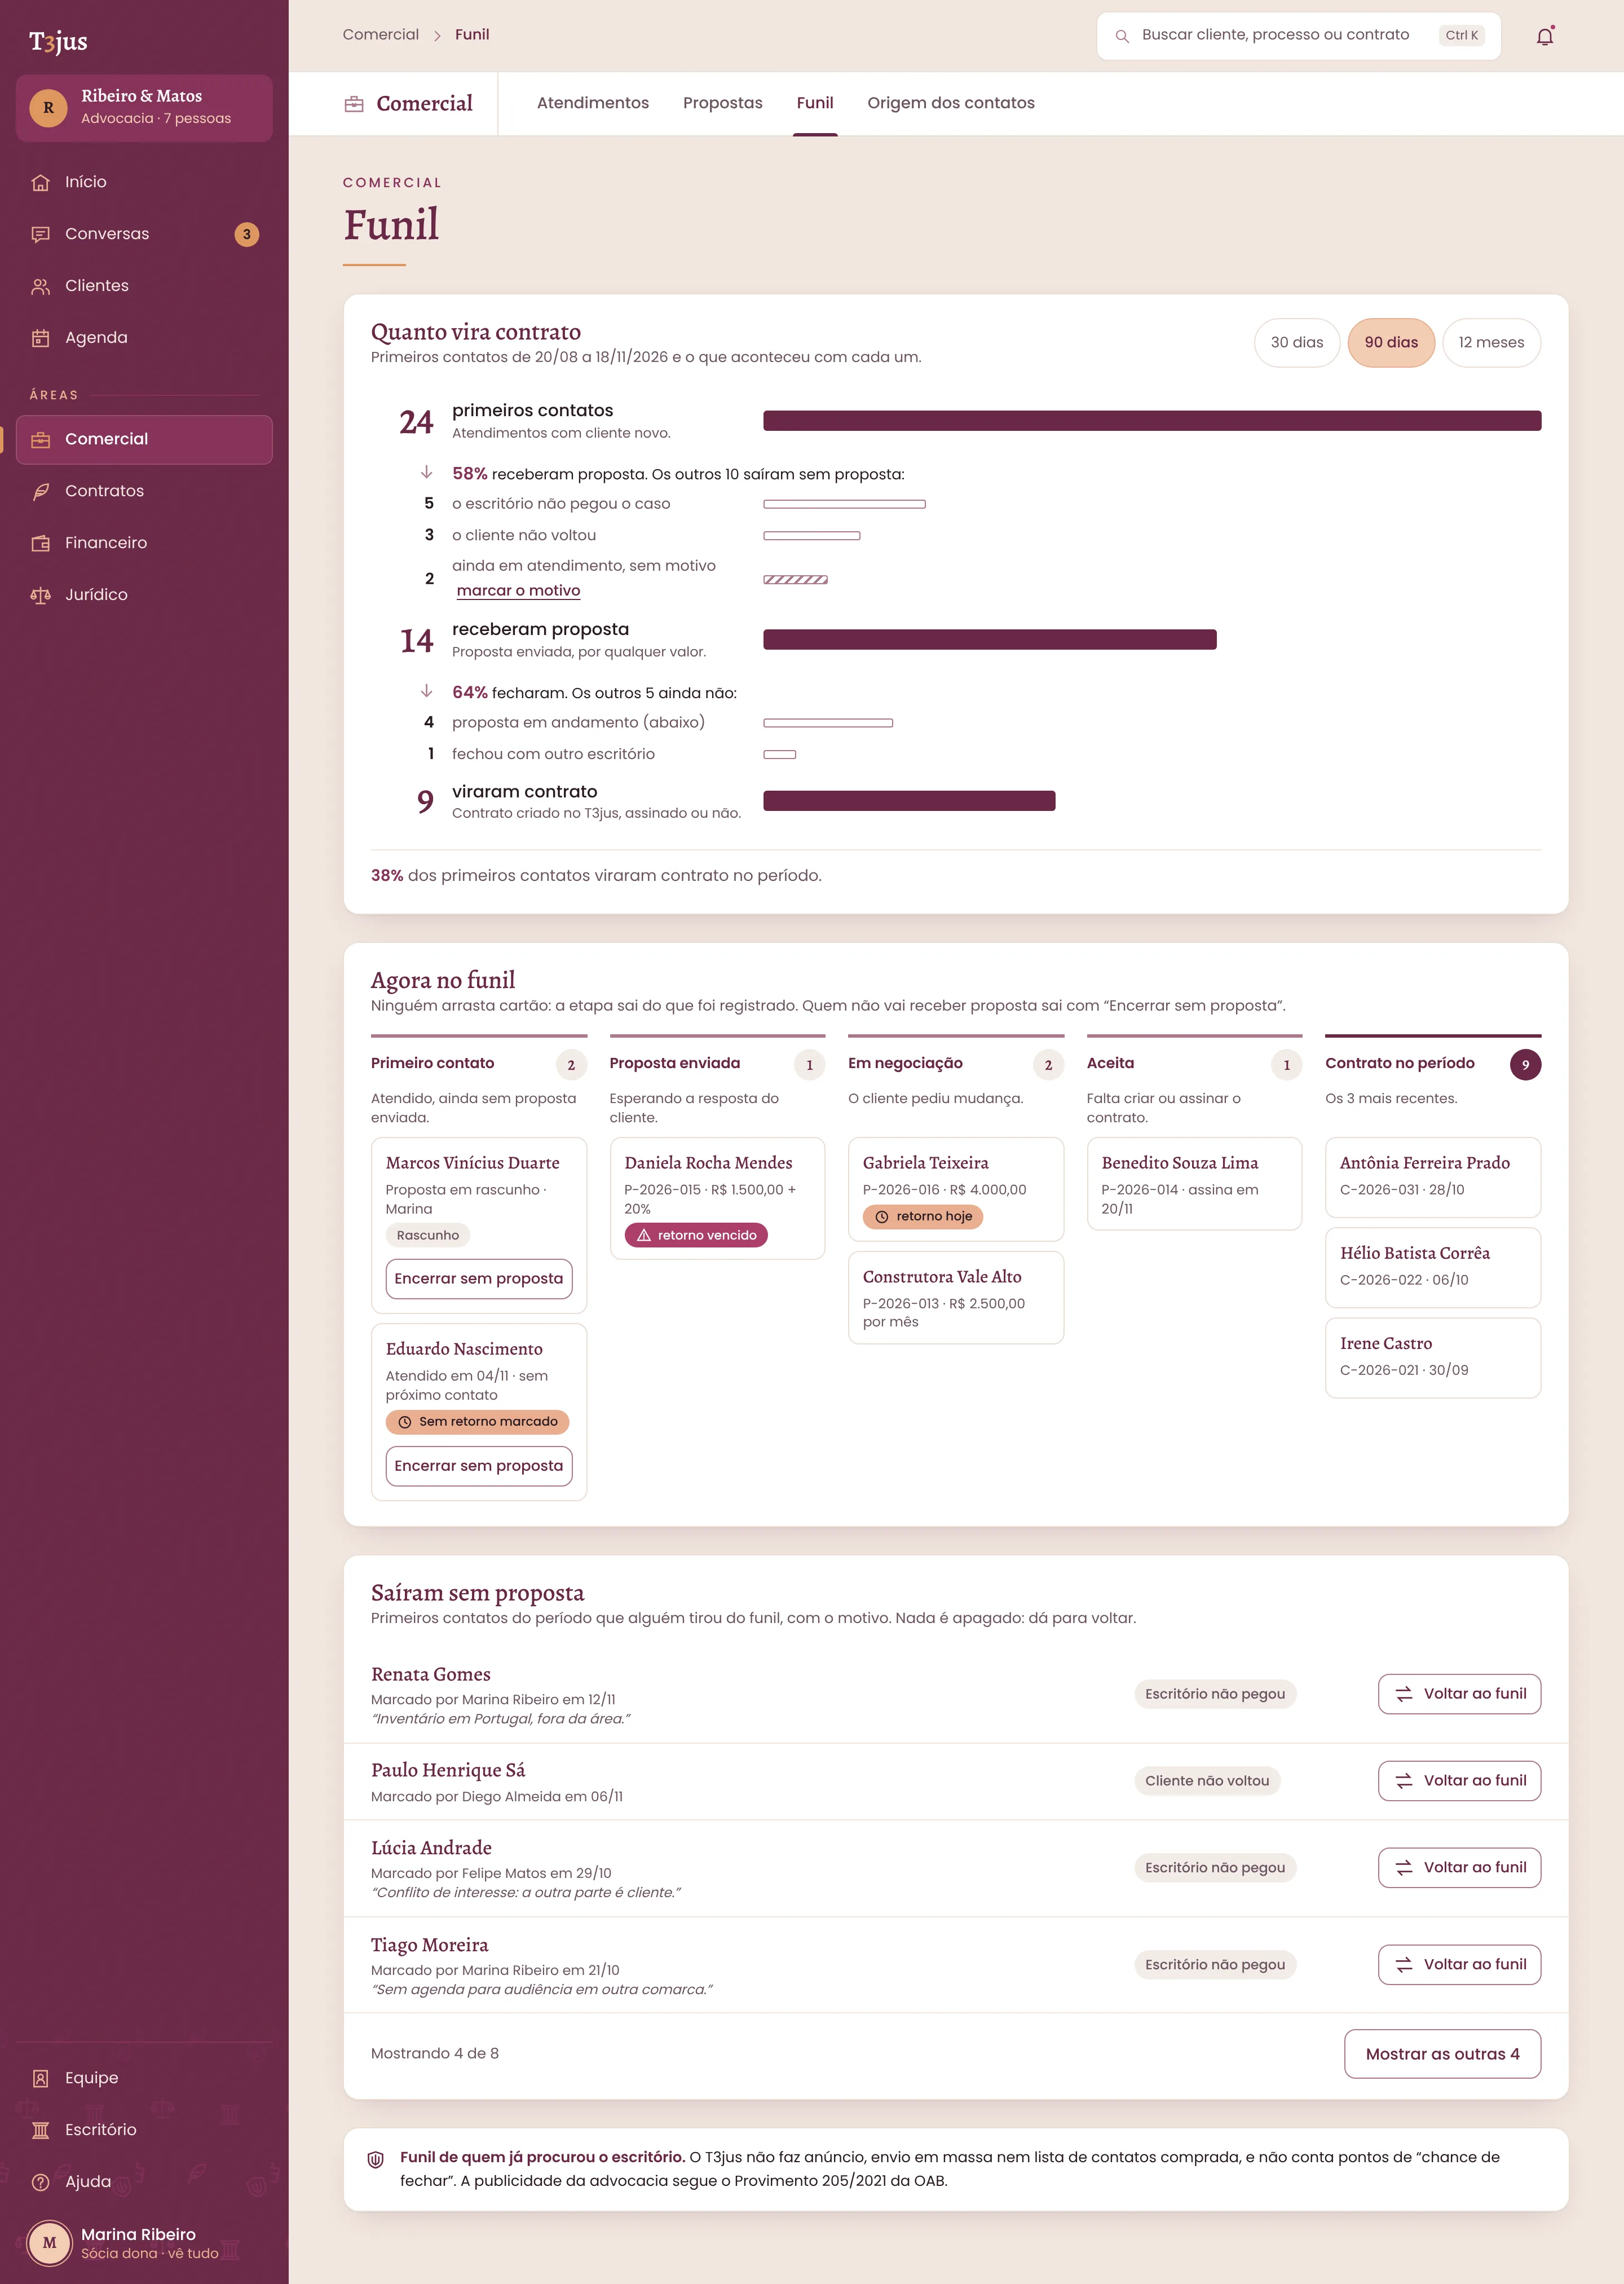 T3jus
R
Ribeiro & Matos
Advocacia · 7 pessoas
Início
Conversas
3
Clientes
Agenda
ÁREAS
Comercial
Contratos
Financeiro
Jurídico
Equipe
Escritório
Ajuda
M
Marina Ribeiro
Sócia dona · vê tudo
Comercial
Funil
Buscar cliente, processo ou contrato
Ctrl K
Comercial
Atendimentos
Propostas
Funil
Origem dos contatos
COMERCIAL
Funil
Quanto vira contrato
Primeiros contatos de 20/08 a 18/11/2026 e o que aconteceu com cada um.
30 dias
90 dias
12 meses
24
primeiros contatos
Atendimentos com cliente novo.
58% receberam proposta. Os outros 10 saíram sem proposta:
5 o escritório não pegou o caso
3 o cliente não voltou
2 ainda em atendimento, sem motivo
marcar o motivo
14
receberam proposta
Proposta enviada, por qualquer valor.
64% fecharam. Os outros 5 ainda não:
4 proposta em andamento (abaixo)
1 fechou com outro escritório
9
viraram contrato
Contrato criado no T3jus, assinado ou não.
38% dos primeiros contatos viraram contrato no período.
Agora no funil
Ninguém arrasta cartão: a etapa sai do que foi registrado. Quem não vai receber proposta sai com “Encerrar sem proposta”.
Primeiro contato
2
Atendido, ainda sem proposta
enviada.
Marcos Vinícius Duarte
Proposta em rascunho ·
Marina
Rascunho
Encerrar sem proposta
Eduardo Nascimento
Atendido em 04/11 · sem
próximo contato
Sem retorno marcado
Encerrar sem proposta
Proposta enviada
1
Esperando a resposta do
cliente.
Daniela Rocha Mendes
P-2026-015 · R$ 1.500,00 +
20%
retorno vencido
Em negociação
2
O cliente pediu mudança.
Gabriela Teixeira
P-2026-016 · R$ 4.000,00
retorno hoje
Construtora Vale Alto
P-2026-013 · R$ 2.500,00
por mês
Aceita
1
Falta criar ou assinar o
contrato.
Benedito Souza Lima
P-2026-014 · assina em
20/11
Contrato no período
9
Os 3 mais recentes.
Antônia Ferreira Prado
C-2026-031 · 28/10
Hélio Batista Corrêa
C-2026-022 · 06/10
Irene Castro
C-2026-021 · 30/09
Saíram sem proposta
Primeiros contatos do período que alguém tirou do funil, com o motivo. Nada é apagado: dá para voltar.
Renata Gomes
Marcado por Marina Ribeiro em 12/11
“Inventário em Portugal, fora da área.”
Escritório não pegou
Voltar ao funil
Paulo Henrique Sá
Marcado por Diego Almeida em 06/11
Cliente não voltou
Voltar ao funil
Lúcia Andrade
Marcado por Felipe Matos em 29/10
“Conflito de interesse: a outra parte é cliente.”
Escritório não pegou
Voltar ao funil
Tiago Moreira
Marcado por Marina Ribeiro em 21/10
“Sem agenda para audiência em outra comarca.”
Escritório não pegou
Voltar ao funil
Mostrando 4 de 8
Mostrar as outras 4
Funil de quem já procurou o escritório. O T3jus não faz anúncio, envio em massa nem lista de contatos comprada, e não conta pontos de “chance de
fechar”. A publicidade da advocacia segue o Provimento 205/2021 da OAB.